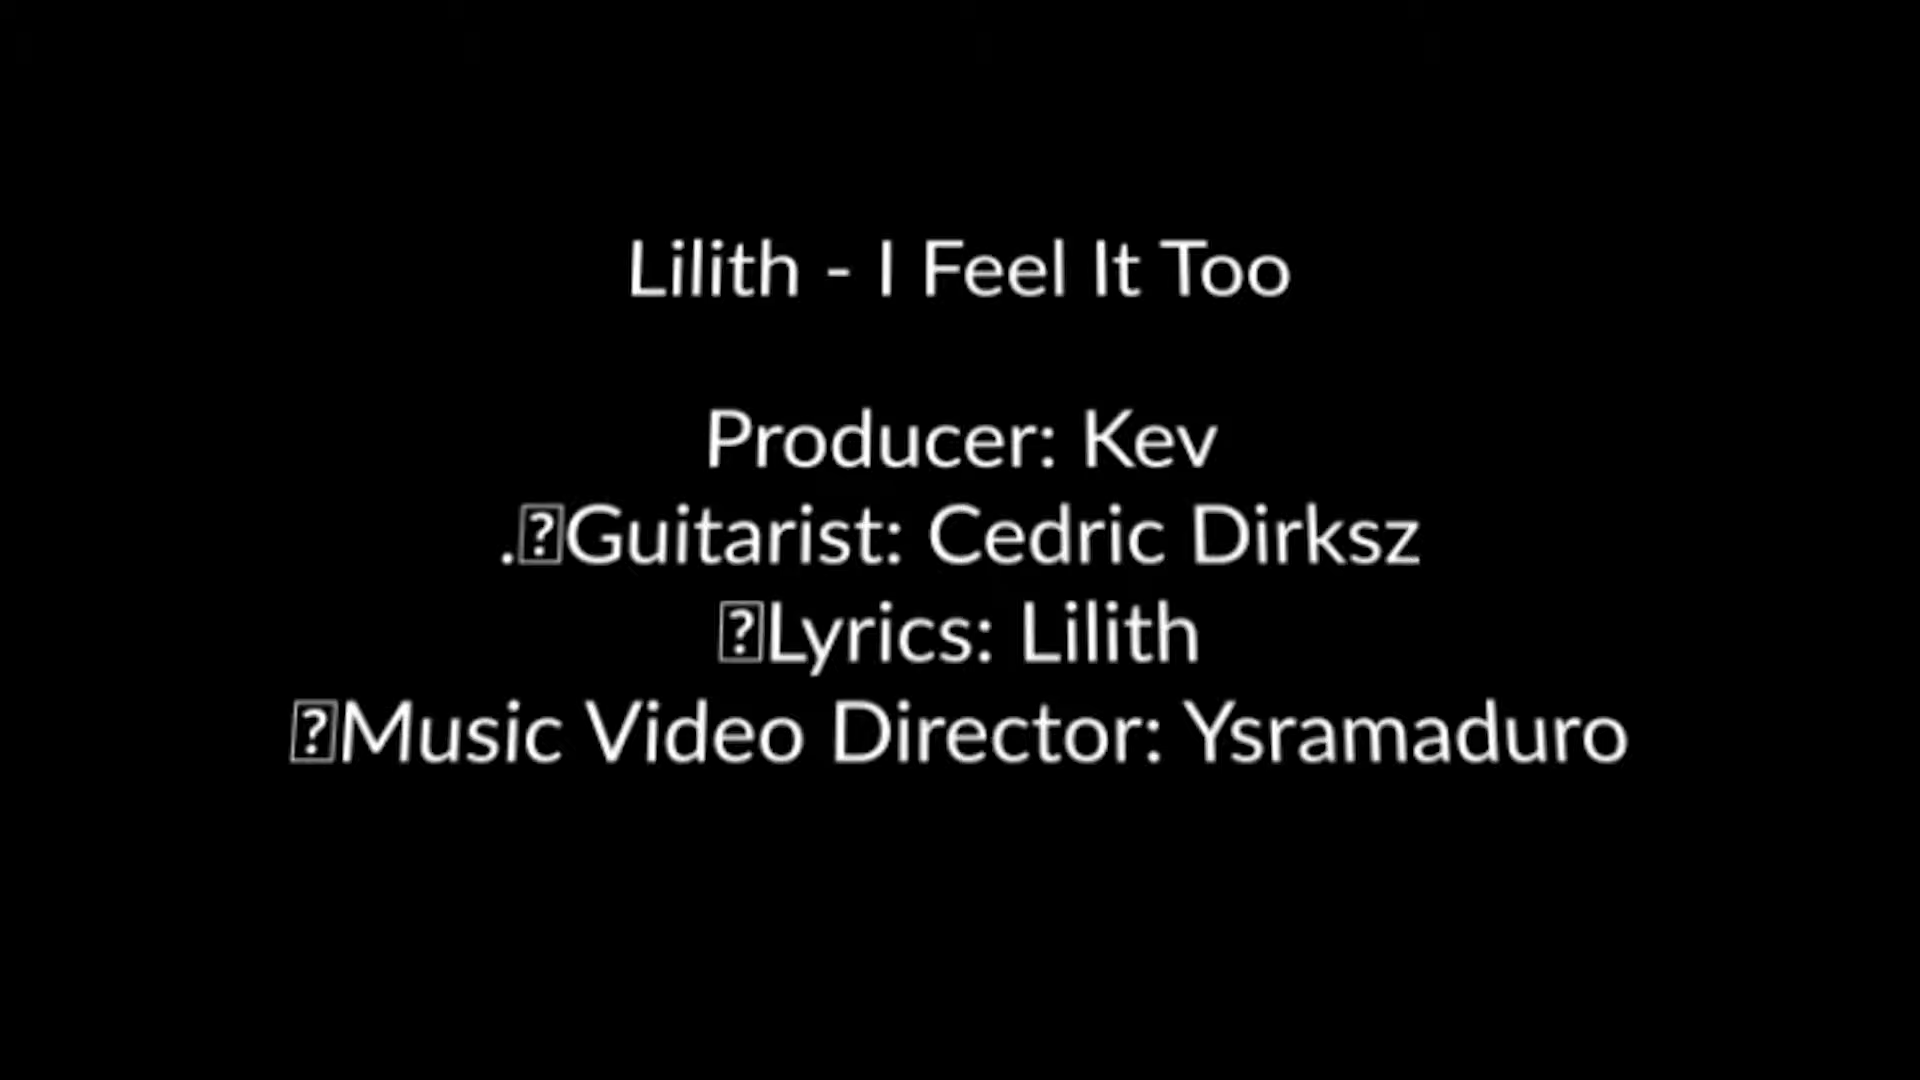 Lilith - I Feel It Too
Producer: Kev
.�Guitarist: Cedric Dirksz
�Lyrics: Lilith
�Music Video Director: Ysramaduro